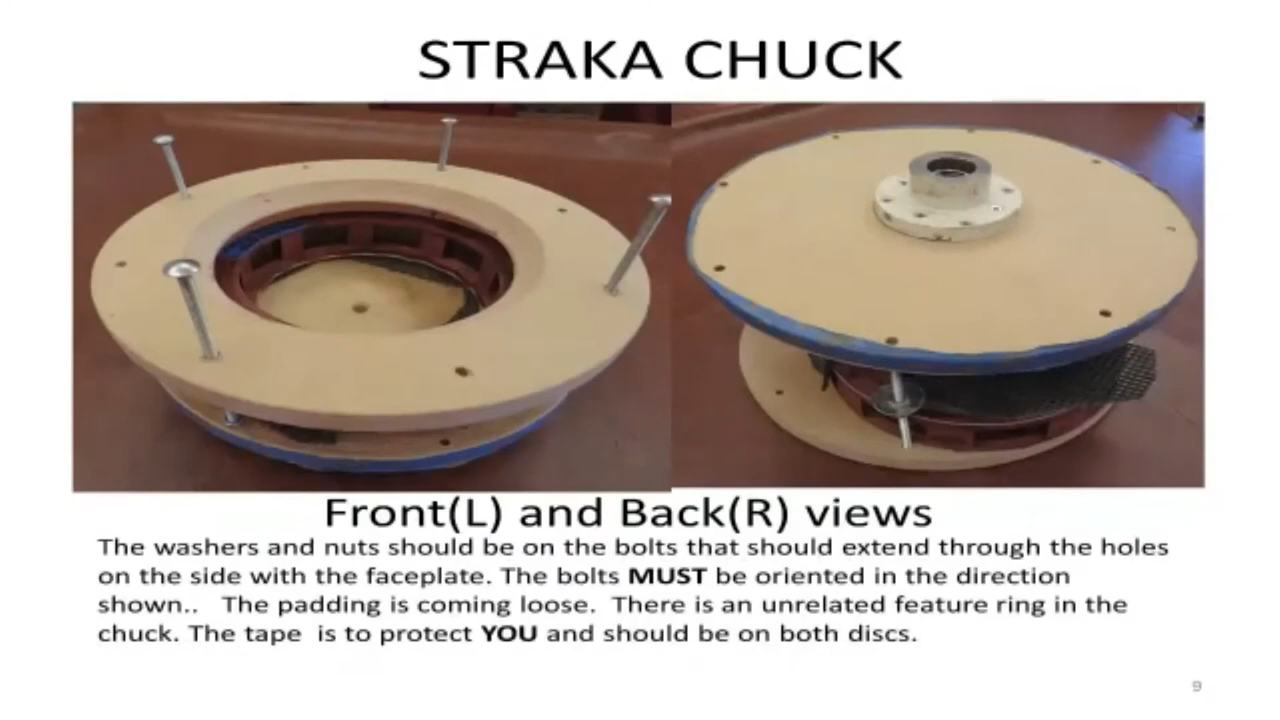 STRAKA CHUCK
Front(L) and Back(R) views
The washers and nuts should be on the bolts that should extend through the holes
on the side with the faceplate. The bolts MUST be oriented in the direction
shown..   The padding is coming loose.  There is an unrelated feature ring in the
chuck. The tape  is to protect YOU and should be on both discs.
9